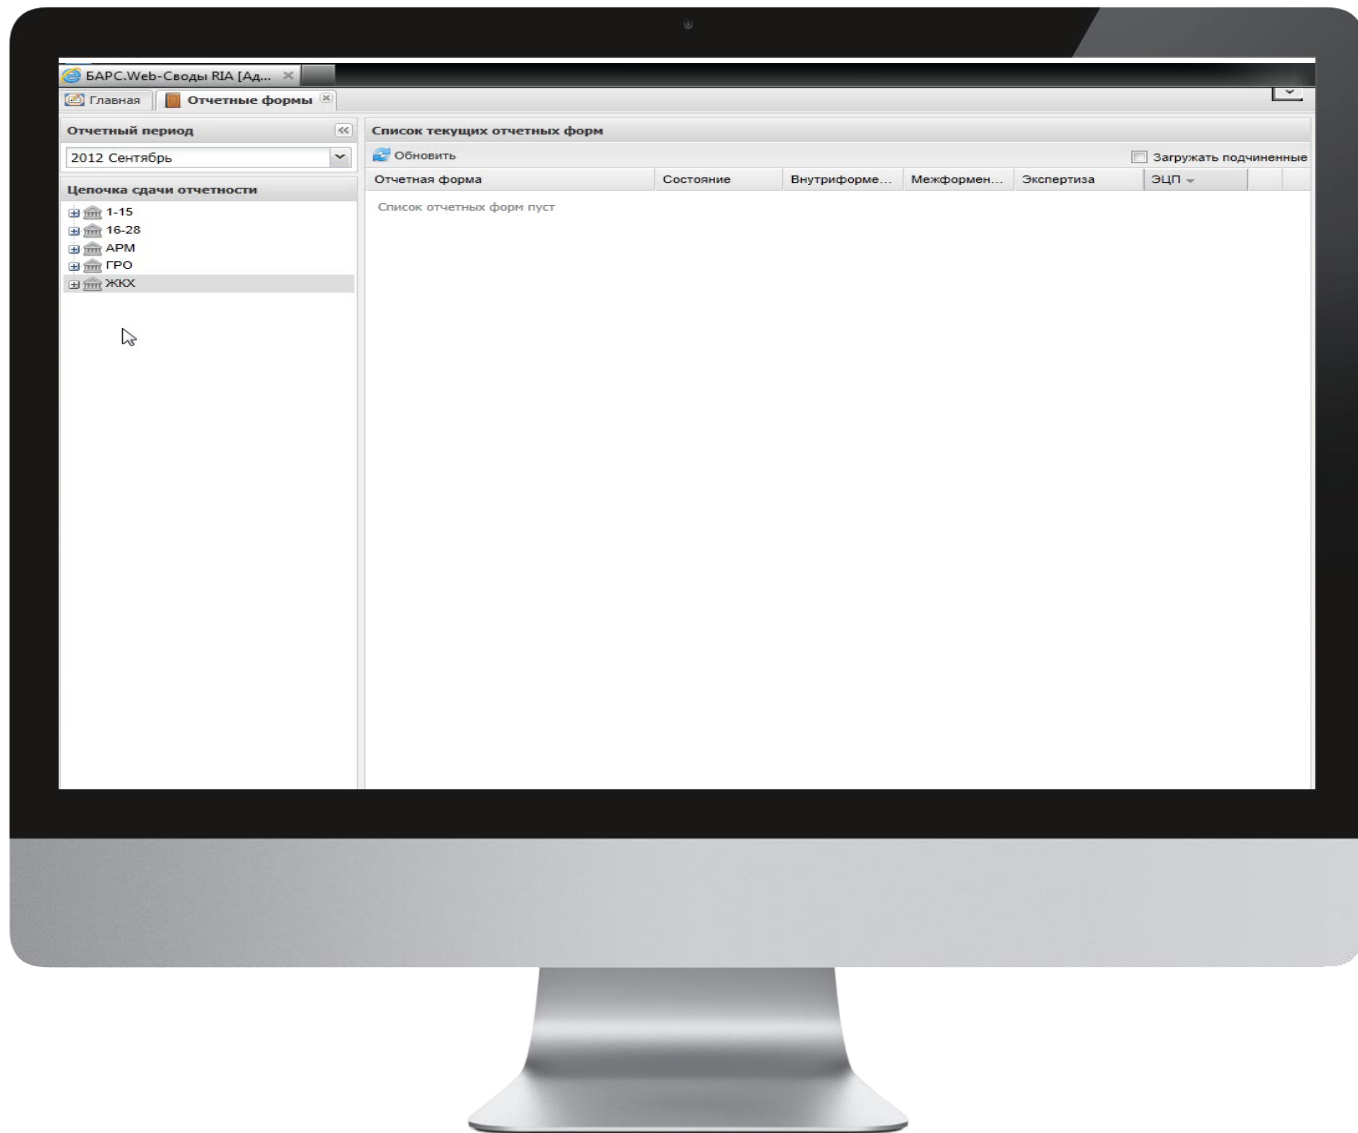 БАРС.Web-Своды RIA [Ад...
Главная Отчетные формы
Отчетный период
2012 Сентябрь
Цепочка сдачи отчетности
1-15
16-28
АРМ
ГРО
ЖКХ
Список текущих отчетных форм
Обновить Загружать подчиненные
Отчетная форма Состояние Внутриформе... Межформен... Экспертиза ЭЦП
Список отчетных форм пуст